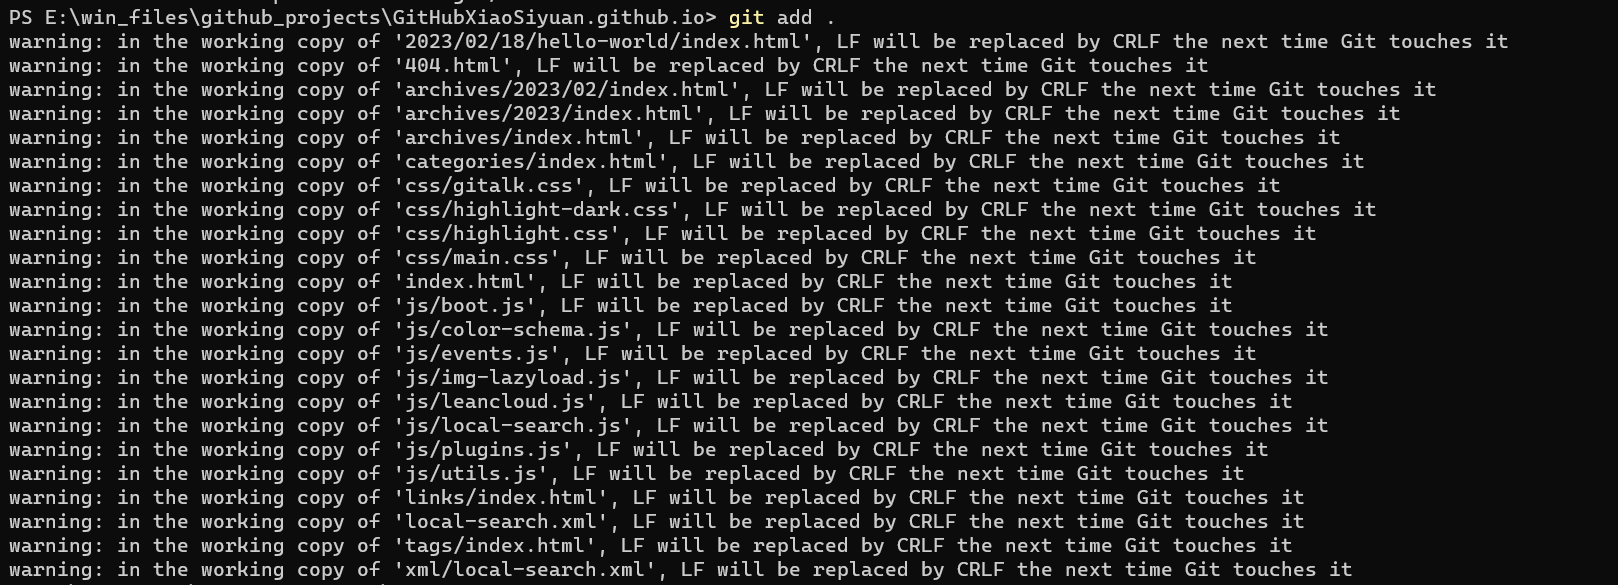 PS E:\win_files\github_projects\GitHubXiaoSiyuan.github.io> git add .
warning: in the working copy of '2023/02/18/hello-world/index.html', LF will be replaced by CRLF the next time Git touches it
warning: in the working copy of '404.html', LF will be replaced by CRLF the next time Git touches it
warning: in the working copy of 'archives/2023/02/index.html', LF will be replaced by CRLF the next time Git touches it
warning: in the working copy of 'archives/2023/index.html', LF will be replaced by CRLF the next time Git touches it
warning: in the working copy of 'archives/index.html', LF will be replaced by CRLF the next time Git touches it
warning: in the working copy of 'categories/index.html', LF will be replaced by CRLF the next time Git touches it
warning: in the working copy of 'css/gitalk.css', LF will be replaced by CRLF the next time Git touches it
warning: in the working copy of 'css/highlight-dark.css', LF will be replaced by CRLF the next time Git touches it
warning: in the working copy of 'css/highlight.css', LF will be replaced by CRLF the next time Git touches it
warning: in the working copy of 'css/main.css', LF will be replaced by CRLF the next time Git touches it
warning: in the working copy of 'index.html', LF will be replaced by CRLF the next time Git touches it
warning: in the working copy of 'js/boot.js', LF will be replaced by CRLF the next time Git touches it
warning: in the working copy of 'js/color-schema.js', LF will be replaced by CRLF the next time Git touches it
warning: in the working copy of 'js/events.js', LF will be replaced by CRLF the next time Git touches it
warning: in the working copy of 'js/img-lazyload.js', LF will be replaced by CRLF the next time Git touches it
warning: in the working copy of 'js/leancloud.js', LF will be replaced by CRLF the next time Git touches it
warning: in the working copy of 'js/local-search.js', LF will be replaced by CRLF the next time Git touches it
warning: in the working copy of 'js/plugins.js', LF will be replaced by CRLF the next time Git touches it
warning: in the working copy of 'js/utils.js', LF will be replaced by CRLF the next time Git touches it
warning: in the working copy of 'links/index.html', LF will be replaced by CRLF the next time Git touches it
warning: in the working copy of 'local-search.xml', LF will be replaced by CRLF the next time Git touches it
warning: in the working copy of 'tags/index.html', LF will be replaced by CRLF the next time Git touches it
warning: in the working copy of 'xml/local-search.xml', LF will be replaced by CRLF the next time Git touches it